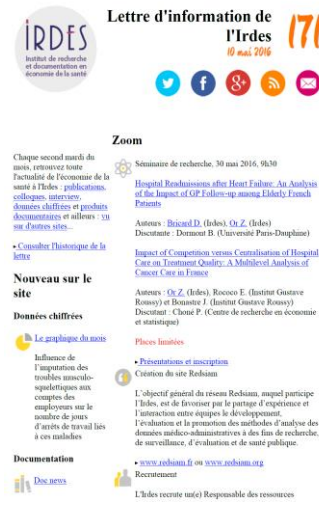 IRDES
Institut de recherche
et documentation en
économie de la santé
Lettre d'information de
l'Irdes
10 mai 2016
Zoom
Chaque second mardi du
mois, retrouvez toute
l'actualité de l'économie de la
santé à l'Irdes : publications,
colloques, interview,
données chiffrées et produits
documentaires et ailleurs : vu
sur d'autres sites...
▸Consulter l'historique de la
lettre
Nouveau sur le
site
Données chiffrées
Le graphique du mois
Influence de
l'imputation des
troubles musculo-
squelettiques aux
comptes des
employeurs sur le
nombre de jours
d'arrêts de travail liés
à ces maladies
Documentation
Doc news
Séminaire de recherche, 30 mai 2016, 9h30
Hospital Readmissions after Heart Failure: An Analysis
of the Impact of GP Follow-up among Elderly French
Patients
Auteurs : Bricard D. (Irdes), Or Z. (Irdes)
Discutante : Dormont B. (Université Paris-Dauphine)
Impact of Competition versus Centralisation of Hospital
Care on Treatment Quality: A Multilevel Analysis of
Cancer Care in France
Auteurs : Or Z. (Irdes), Rococo E. (Institut Gustave
Roussy) et Bonastre J. (Institut Gustave Roussy)
Discutant : Choné P. (Centre de recherche en économie
et statistique)
Places limitées
▸ Présentations et inscription
Création du site Redsiam
L'objectif général du réseau Redsiam, auquel participe
l'Irdes, est de favoriser par le partage d'expérience et
l'interaction entre équipes le développement,
l'évaluation et la promotion des méthodes d'analyse des
données médico-administratives à des fins de recherche,
de surveillance, d'évaluation et de santé publique.
▸ www.redsiam.fr ou www.redsiam.org
Recrutement
L'Irdes recrute un(e) Responsable des ressources